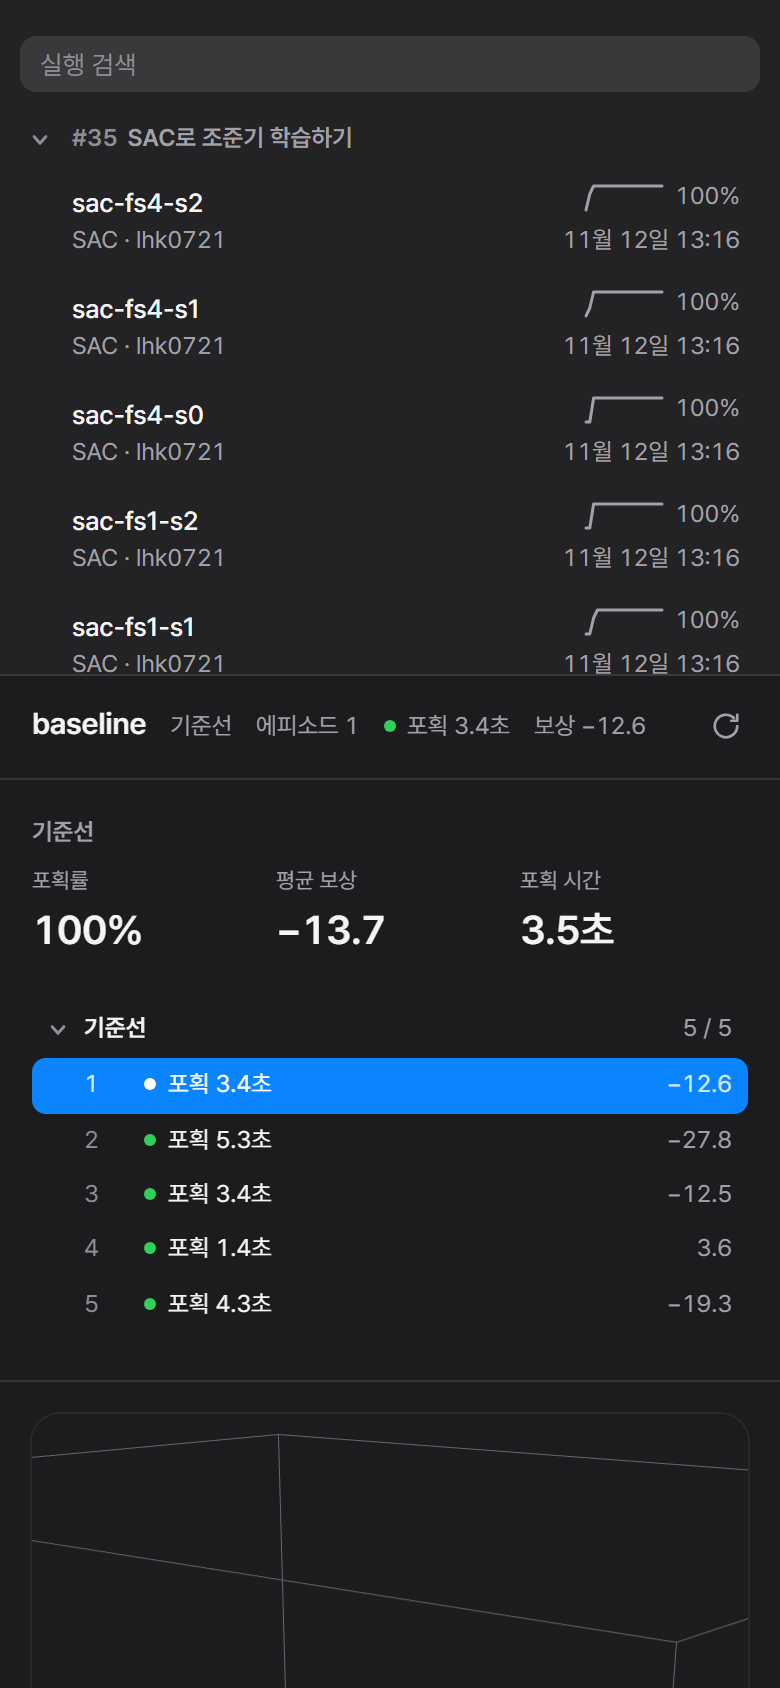 실행 검색
#35 SAC로 조준기 학습하기
sac-fs4-s2 100%
SAC · lhk0721 11월 12일 13:16
sac-fs4-s1 100%
SAC · lhk0721 11월 12일 13:16
sac-fs4-s0 100%
SAC · lhk0721 11월 12일 13:16
sac-fs1-s2 100%
SAC · lhk0721 11월 12일 13:16
sac-fs1-s1 100%
SAC · lhk0721 11월 12일 13:16
baseline 기준선 에피소드 1 포획 3.4초 보상 −12.6
기준선
포획률 평균 보상 포획 시간
100% −13.7 3.5초
기준선 5 / 5
1 포획 3.4초 −12.6
2 포획 5.3초 −27.8
3 포획 3.4초 −12.5
4 포획 1.4초 3.6
5 포획 4.3초 −19.3